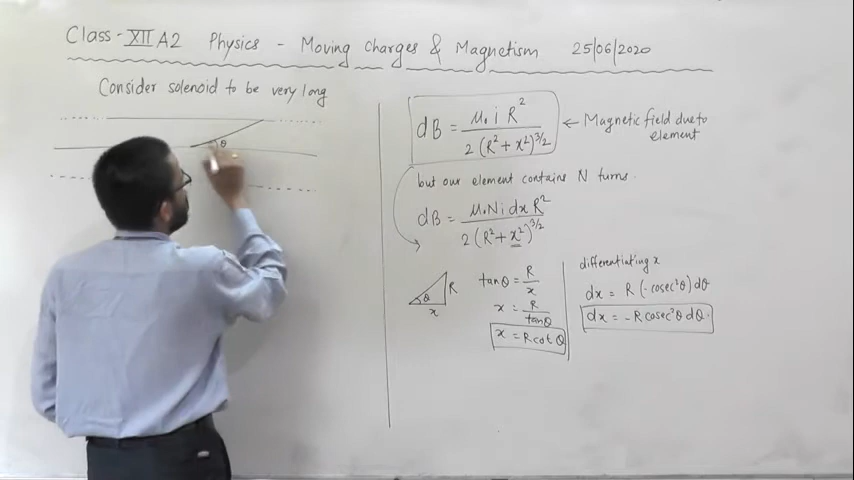 Class - XII A2 Physics - Moving Charges & Magnetism 25/06/2020
Consider solenoid to be very long
θ
dB = μ₀ i R² / 2 (R² + x²)^3/2 ← Magnetic field due to element
but our element contains N turns.
dB = μ₀ N i dx R² / 2 (R² + x²)^3/2
θ R x
tanθ = R/x
x = R/tanθ
x = R cot θ
differentiating x
dx = R (-cosec²θ) dθ
dx = -R cosec²θ dθ.